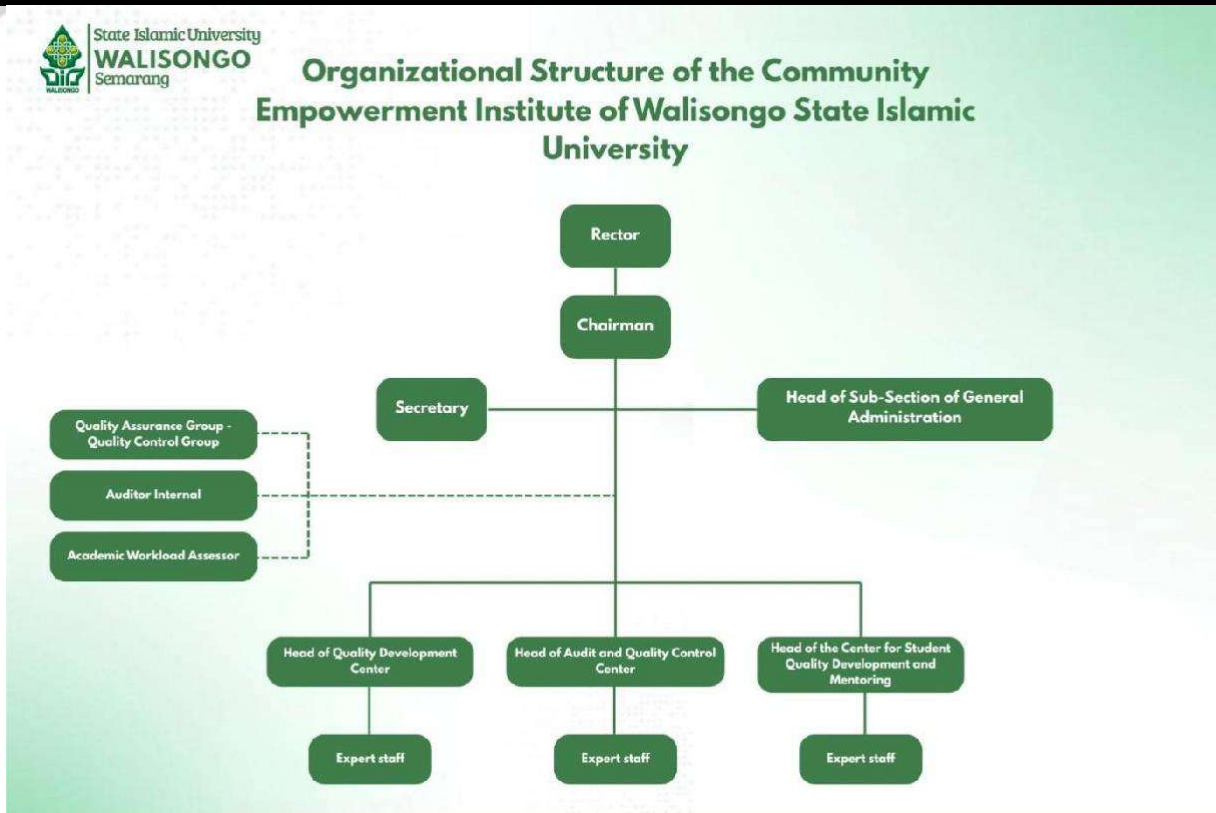 State Islamic University
WALISONGO
Semarang
WALISONGO
Organizational Structure of the Community
Empowerment Institute of Walisongo State Islamic
University
Rector
Chairman
Secretary
Head of Sub-Section of General
Administration
Quality Assurance Group -
Quality Control Group
Auditor Internal
Academic Workload Assessor
Head of Quality Development
Center
Head of Audit and Quality Control
Center
Head of the Center for Student
Quality Development and
Mentoring
Expert staff
Expert staff
Expert staff